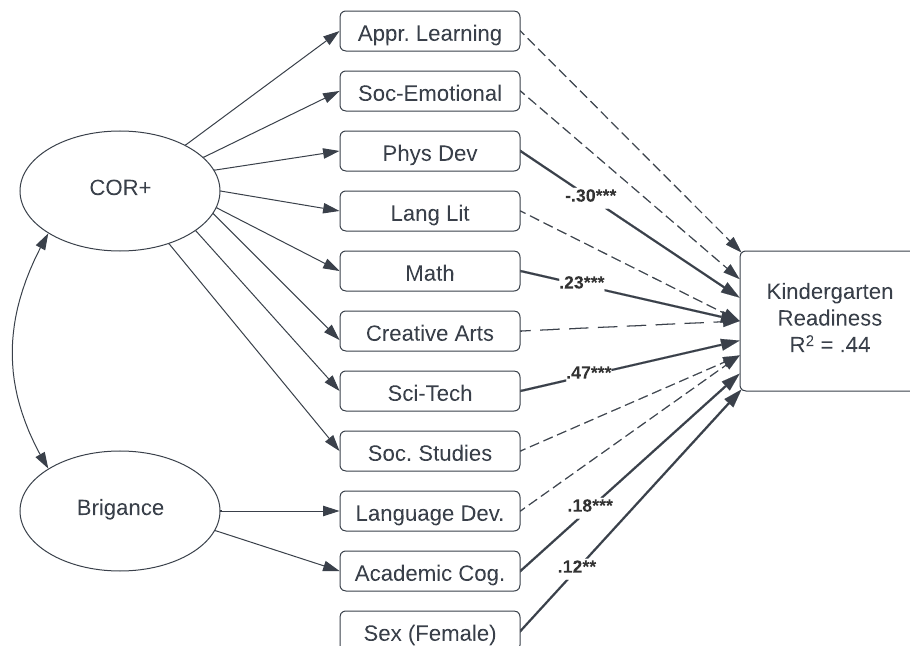 Appr. Learning
Soc-Emotional
Phys Dev
COR+
-.30***
Lang Lit
Math
.23***
Kindergarten
Readiness
R² = .44
Creative Arts
Sci-Tech
.47***
Soc. Studies
Brigance
Language Dev.
.18***
Academic Cog.
.12**
Sex (Female)